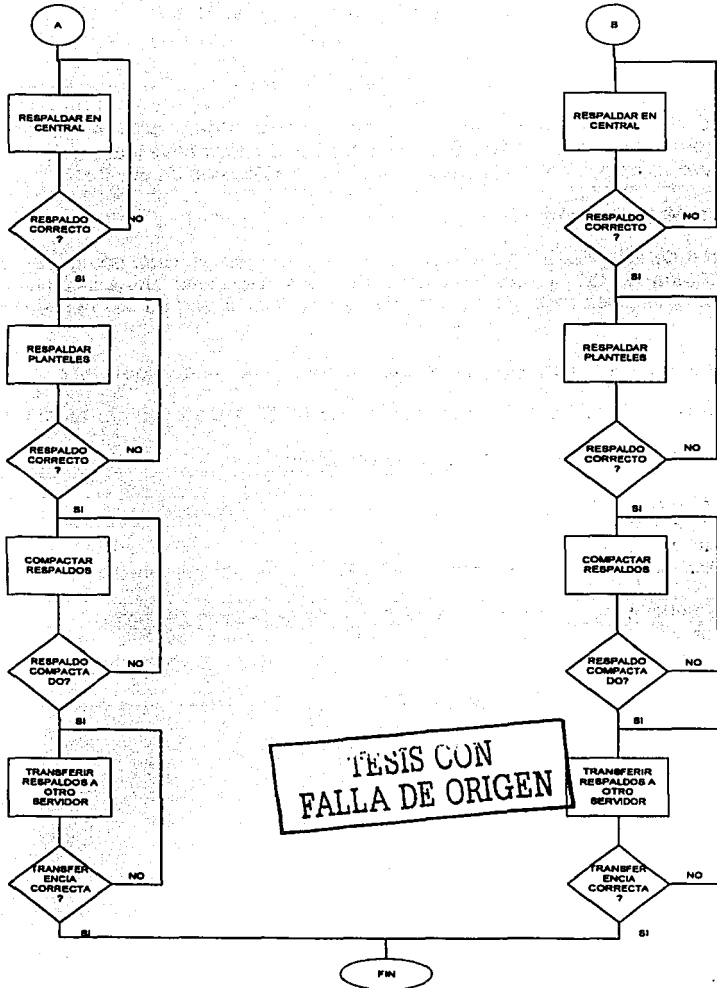 A
RESPALDAR EN
CENTRAL
RESPALDO
CORRECTO
?
NO
SI
RESPALDAR
PLANTELES
RESPALDO
CORRECTO
?
NO
SI
COMPACTAR
RESPALDOS
RESPALDO
COMPACTA
DO?
NO
SI
TRANSFERIR
RESPALDOS A
OTRO
SERVIDOR
TRANSFER
ENCIA
CORRECTA
?
NO
SI
B
RESPALDAR EN
CENTRAL
RESPALDO
CORRECTO
?
NO
SI
RESPALDAR
PLANTELES
RESPALDO
CORRECTO
?
NO
SI
COMPACTAR
RESPALDOS
RESPALDO
COMPACTA
DO?
NO
SI
TRANSFERIR
RESPALDOS A
OTRO
SERVIDOR
TRANSFER
ENCIA
CORRECTA
?
NO
SI
TESIS CON
FALLA DE ORIGEN
FIN